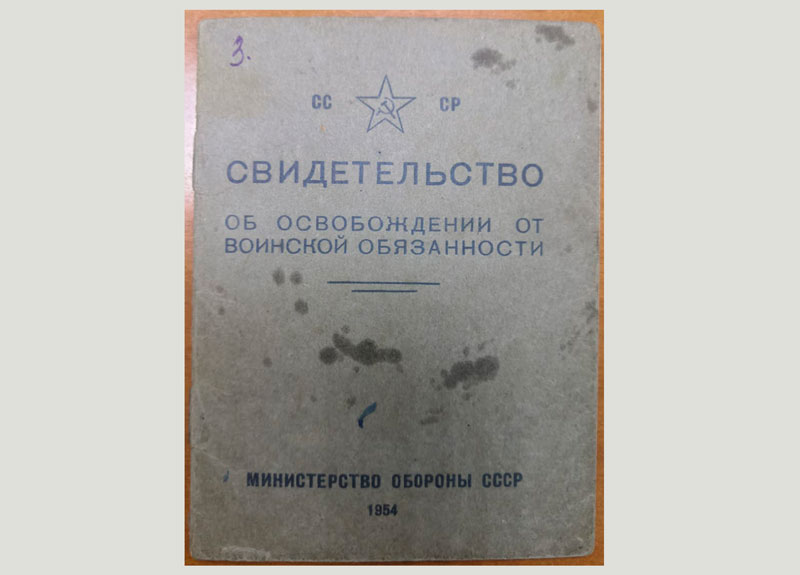 3.
СС СР
СВИДЕТЕЛЬСТВО
ОБ ОСВОБОЖДЕНИИ ОТ
ВОИНСКОЙ ОБЯЗАННОСТИ
МИНИСТЕРСТВО ОБОРОНЫ СССР
1954